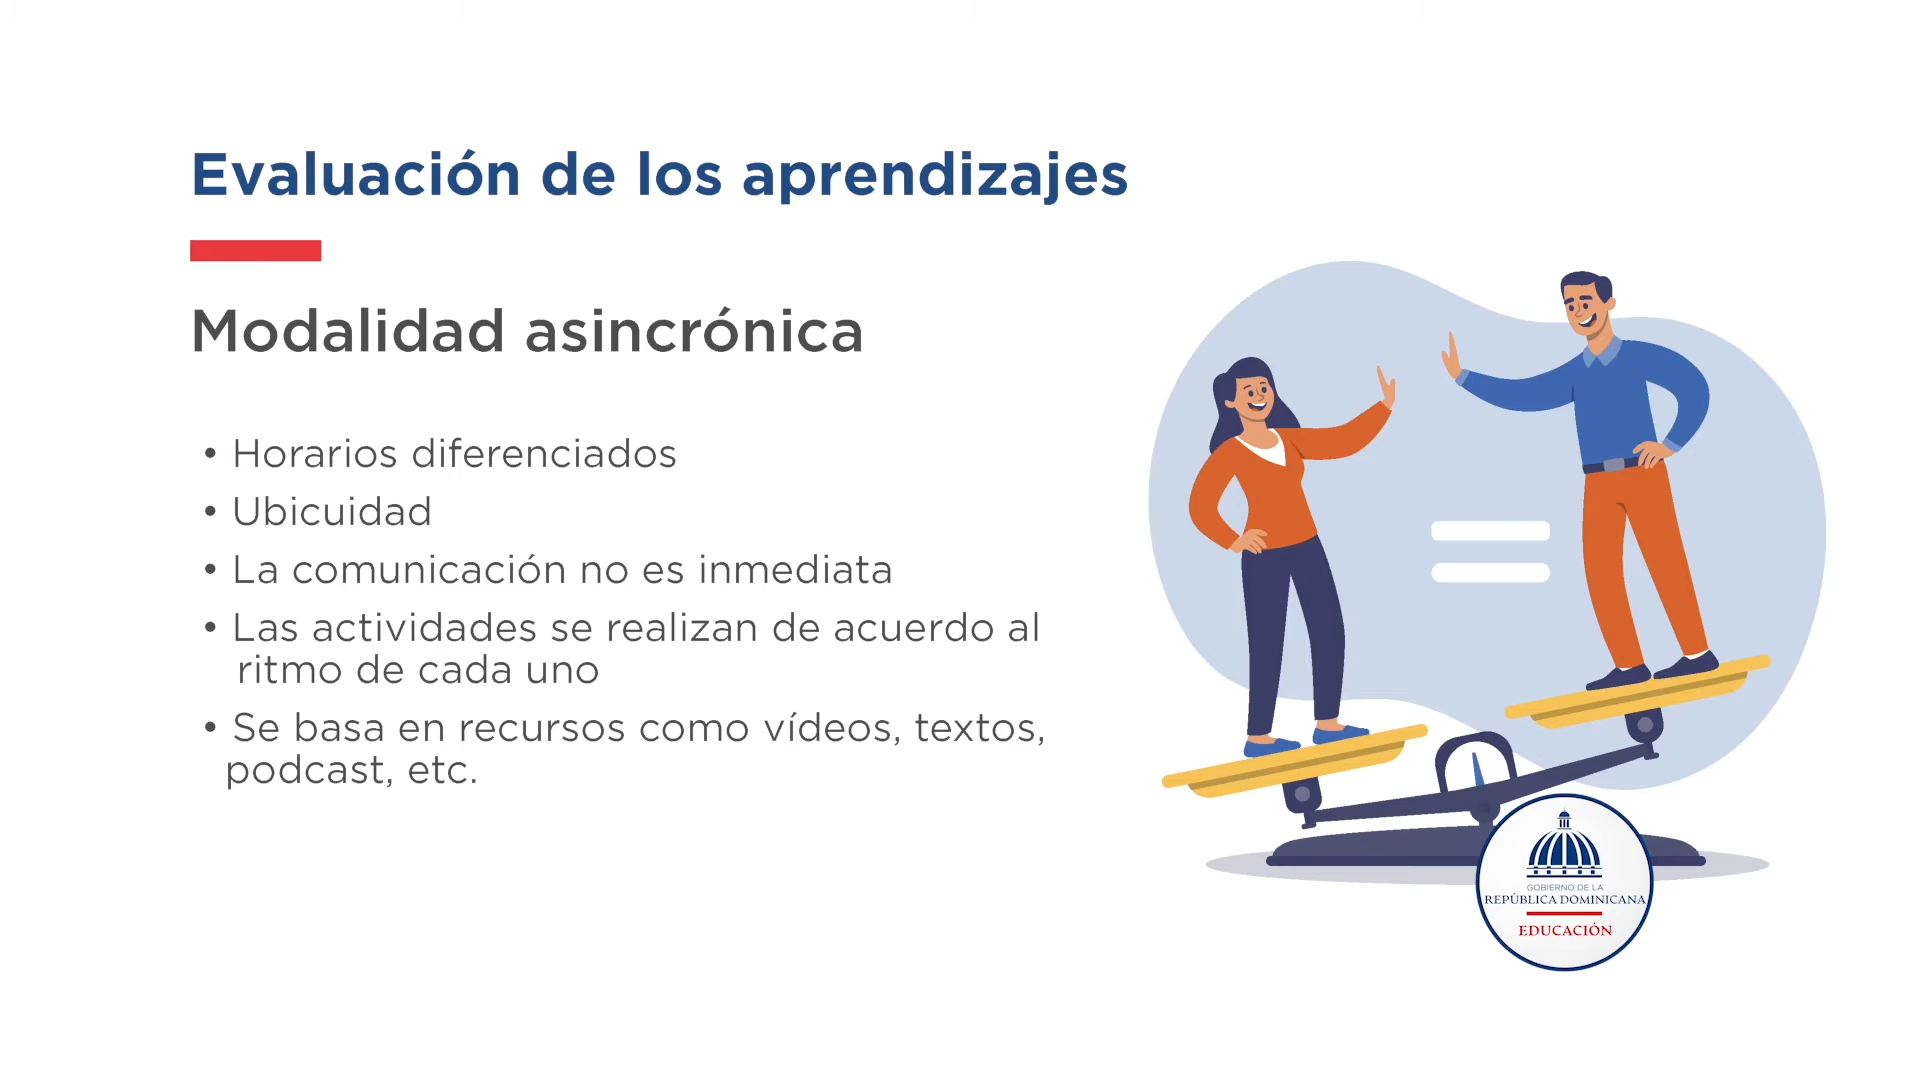 Evaluación de los aprendizajes
Modalidad asincrónica
• Horarios diferenciados
• Ubicuidad
• La comunicación no es inmediata
• Las actividades se realizan de acuerdo al
ritmo de cada uno
• Se basa en recursos como vídeos, textos,
podcast, etc.
GOBIERNO DE LA
REPÚBLICA DOMINICANA
EDUCACIÓN